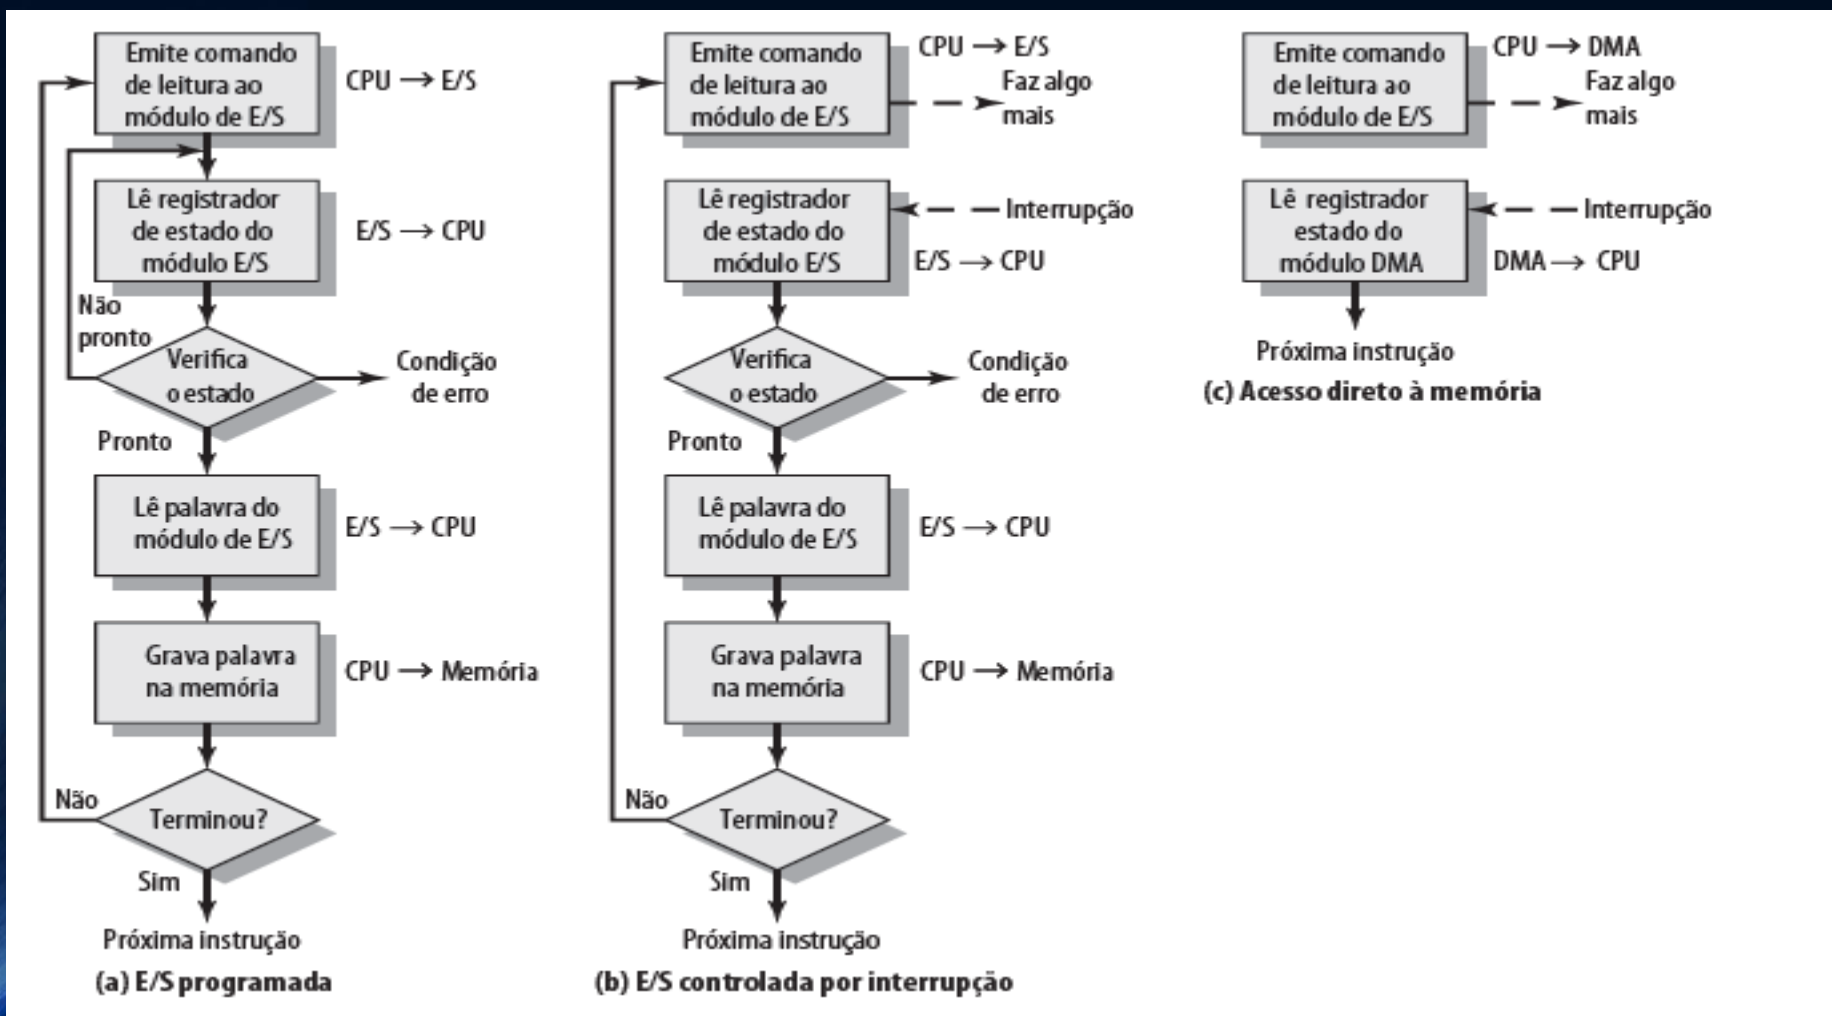 Emite comando
de leitura ao
módulo de E/S
CPU → E/S
Lê registrador
de estado do
módulo E/S
E/S → CPU
Não
pronto
Verifica
o estado
Condição
de erro
Pronto
Lê palavra do
módulo de E/S
E/S → CPU
Grava palavra
na memória
CPU → Memória
Não
Terminou?
Sim
Próxima instrução
(a) E/S programada
Emite comando
de leitura ao
módulo de E/S
CPU → E/S
Faz algo
mais
Lê registrador
de estado do
módulo E/S
Interrupção
E/S → CPU
Verifica
o estado
Condição
de erro
Pronto
Lê palavra do
módulo de E/S
E/S → CPU
Grava palavra
na memória
CPU → Memória
Não
Terminou?
Sim
Próxima instrução
(b) E/S controlada por interrupção
Emite comando
de leitura ao
módulo de E/S
CPU → DMA
Faz algo
mais
Lê registrador
estado do
módulo DMA
Interrupção
DMA → CPU
Próxima instrução
(c) Acesso direto à memória